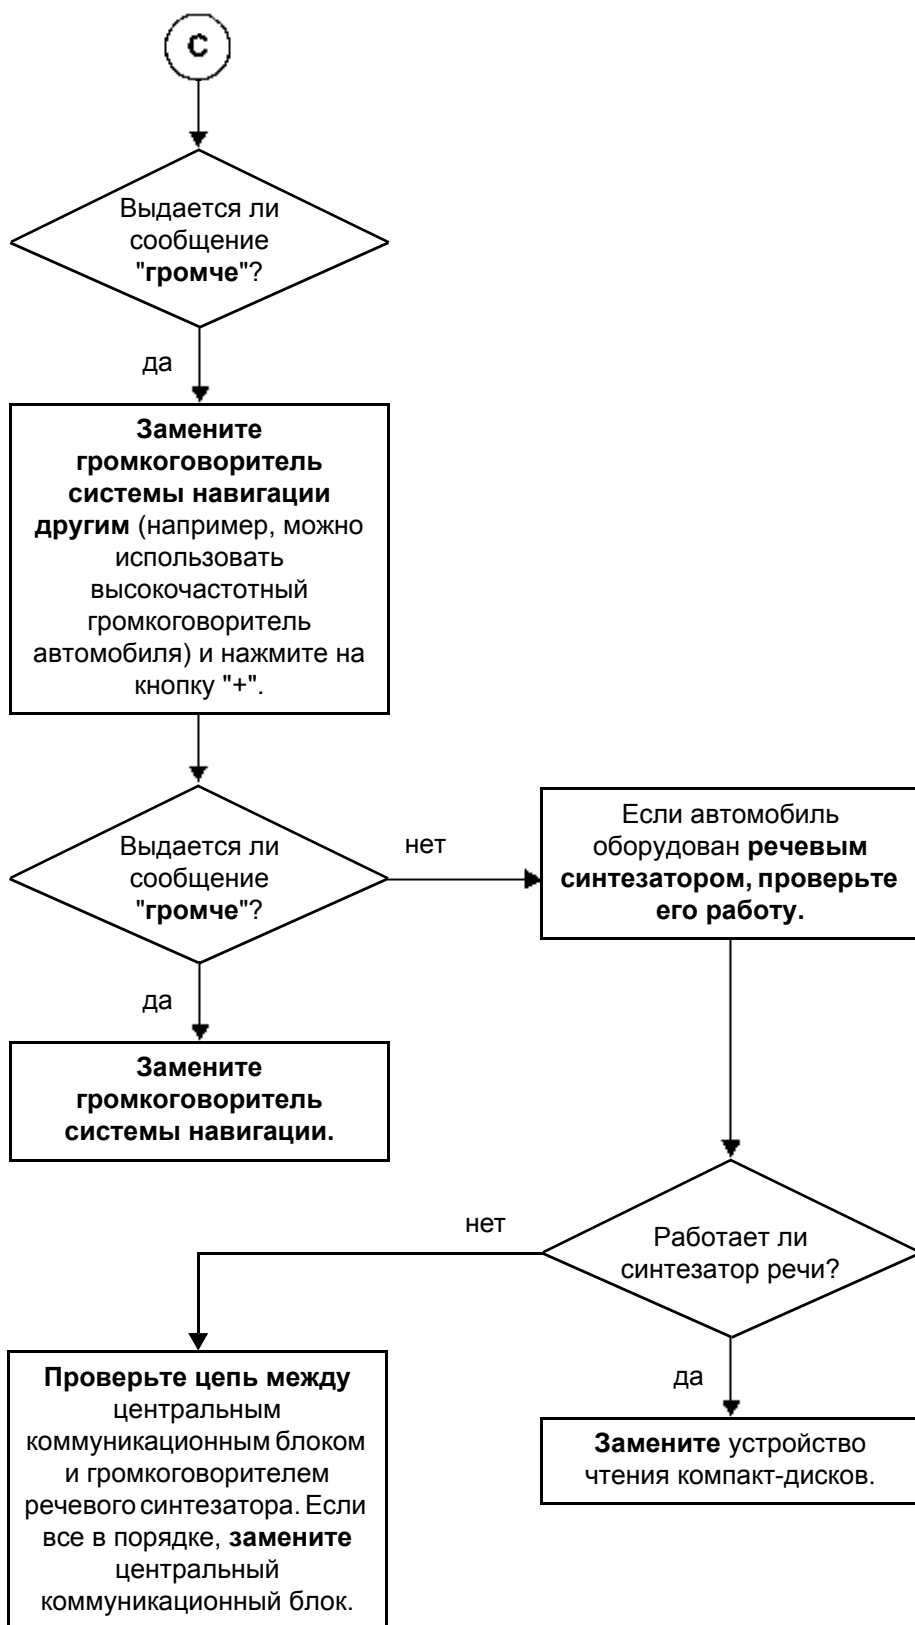 C
Выдается ли
сообщение
"громче"?
да
Замените
громкоговоритель
системы навигации
другим (например, можно
использовать
высокочастотный
громкоговоритель
автомобиля) и нажмите на
кнопку "+".
Выдается ли
сообщение
"громче"?
нет
Если автомобиль
оборудован речевым
синтезатором, проверьте
его работу.
да
Замените
громкоговоритель
системы навигации.
Работает ли
синтезатор речи?
нет
Проверьте цепь между
центральным
коммуникационным блоком
и громкоговорителем
речевого синтезатора. Если
все в порядке, замените
центральный
коммуникационный блок.
да
Замените устройство
чтения компакт-дисков.